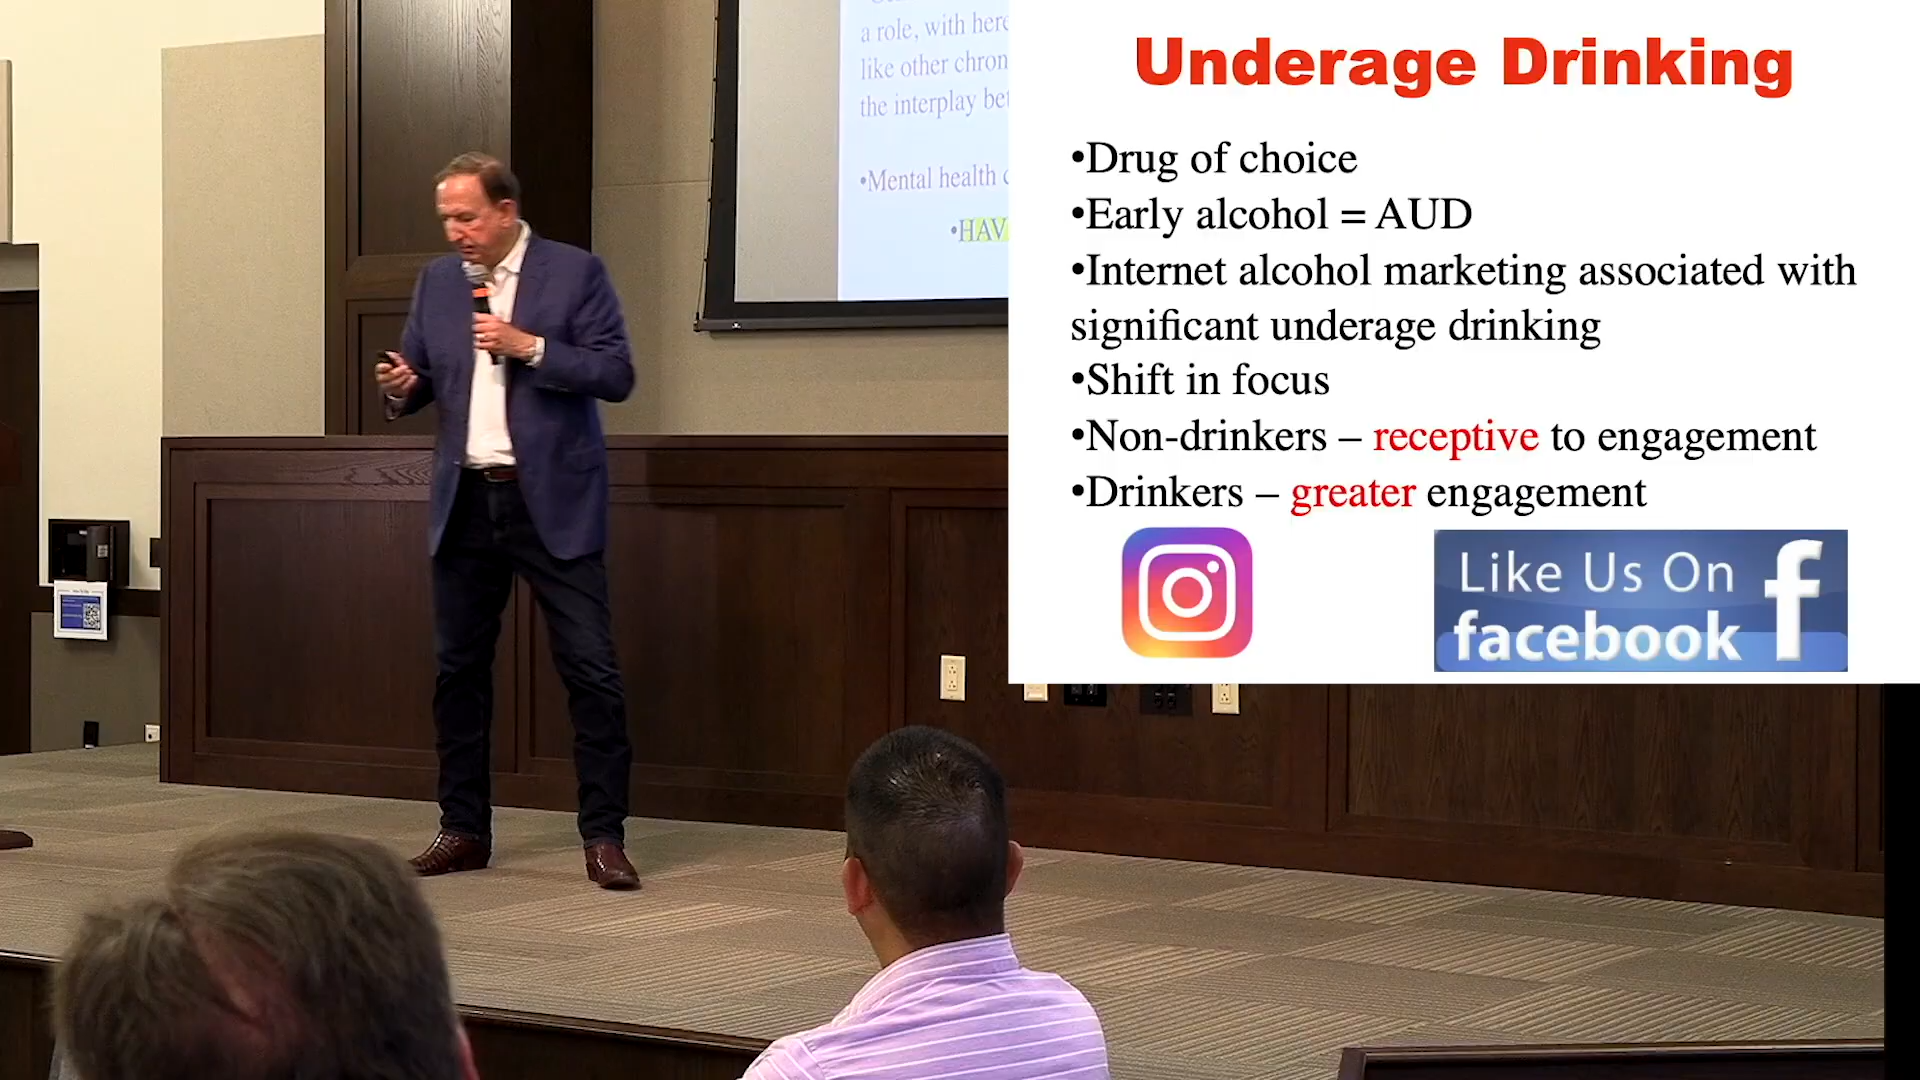 a role, with here
like other chron
the interplay be
•Mental health
•HAV
Underage Drinking
•Drug of choice
•Early alcohol = AUD
•Internet alcohol marketing associated with
significant underage drinking
•Shift in focus
•Non-drinkers – receptive to engagement
•Drinkers – greater engagement
Like Us On
facebook
f